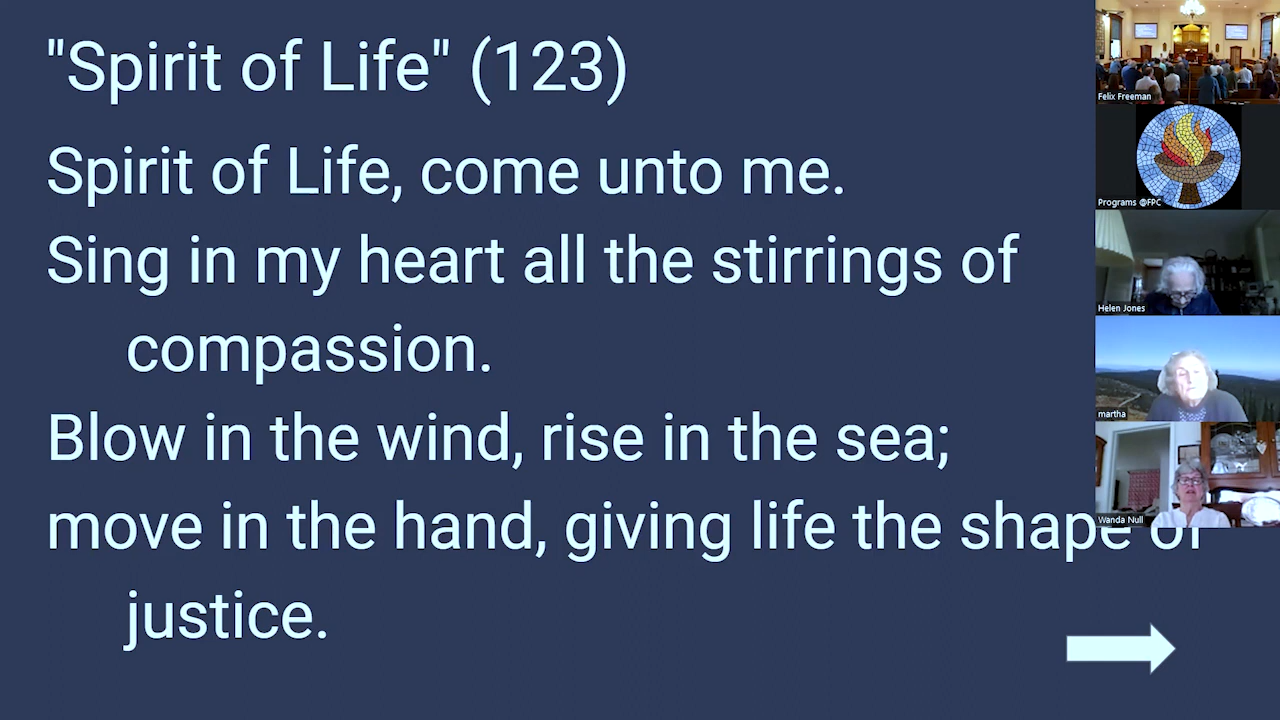 "Spirit of Life" (123)
Spirit of Life, come unto me.
Sing in my heart all the stirrings of
compassion.
Blow in the wind, rise in the sea;
move in the hand, giving life the shape of
justice.
Felix Freeman
Programs @FPC
Helen Jones
martha
Wanda Null